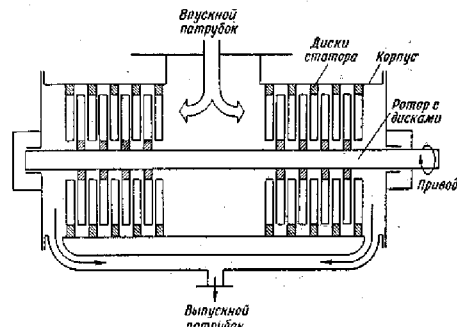 Впускной
патрубок
Диски
статора
Корпус
Ротор с
дисками
Привод
Выпускной
патрубок